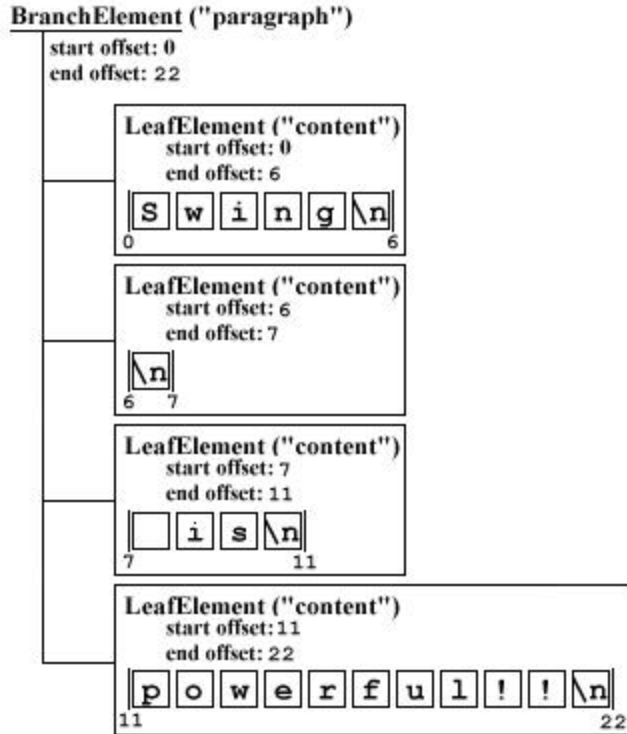 BranchElement ("paragraph")
start offset: 0
end offset: 22
LeafElement ("content")
start offset: 0
end offset: 6
S w i n g \n
0 6
LeafElement ("content")
start offset: 6
end offset: 7
\n
6 7
LeafElement ("content")
start offset: 7
end offset: 11
i s \n
7 11
LeafElement ("content")
start offset: 11
end offset: 22
p o w e r f u l ! ! \n
11 22